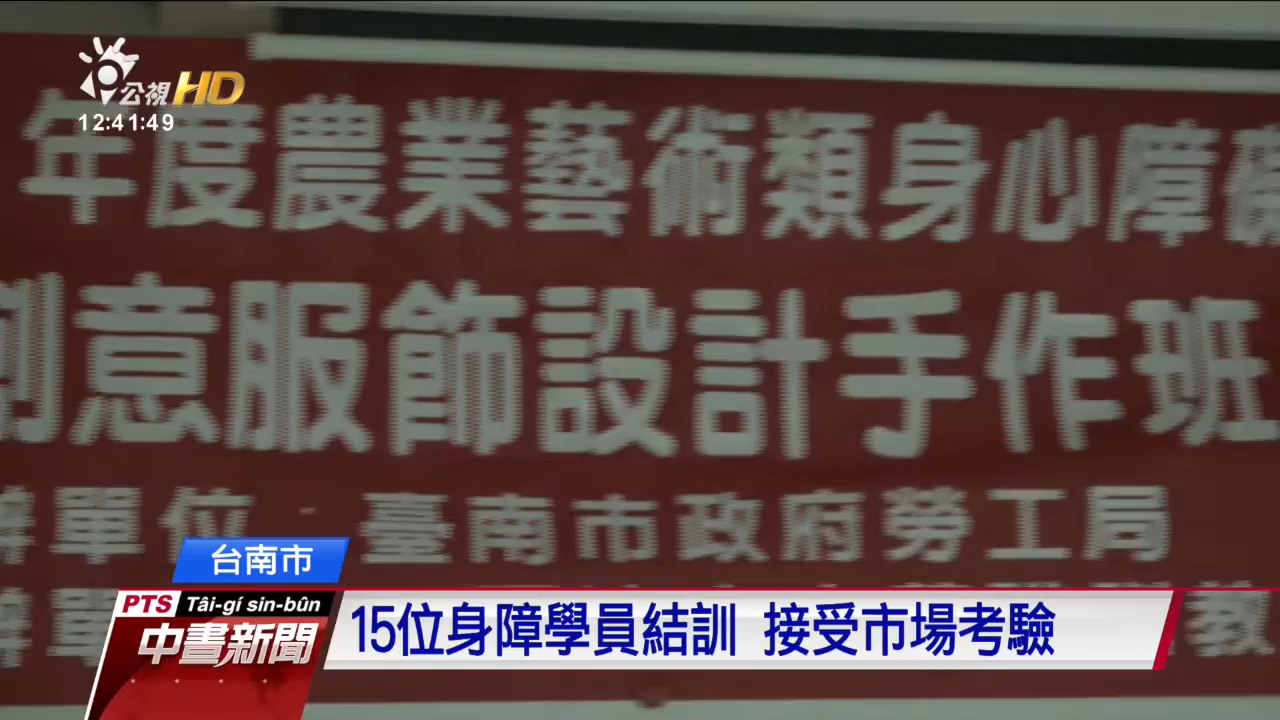 公視HD
12:41:49
年度農業藝術類身心障礙
創意服飾設計手作班
辦單位：臺南市政府勞工局
台南市
PTS Tâi-gí sin-bûn
中晝新聞
15位身障學員結訓 接受市場考驗